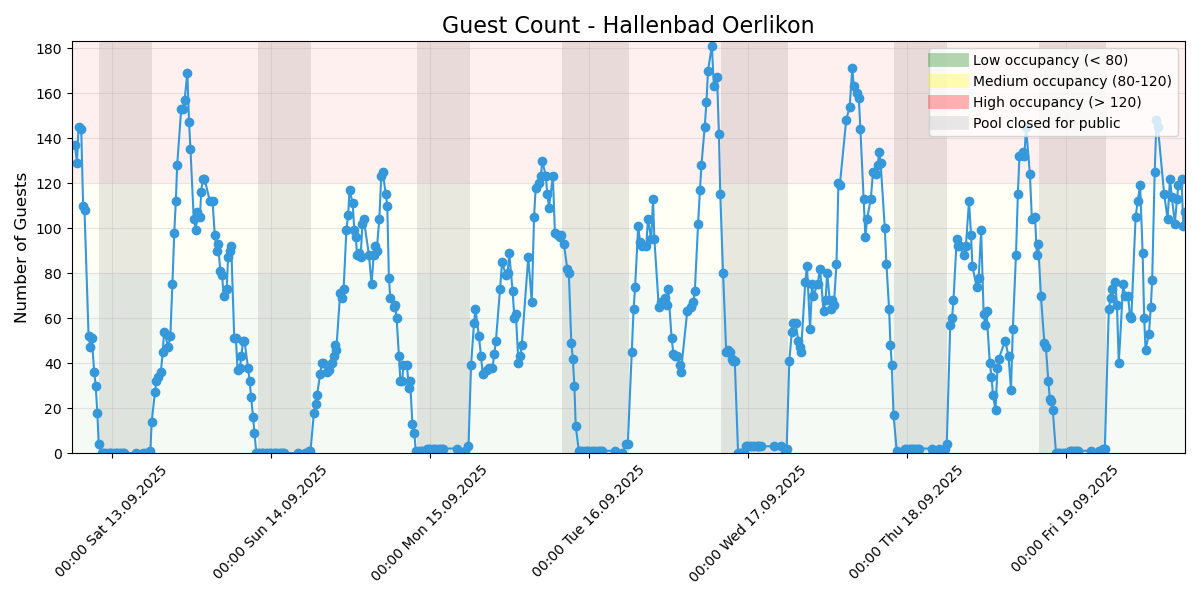 Guest Count - Hallenbad Oerlikon
Number of Guests
180
160
140
120
100
80
60
40
20
0
Low occupancy (< 80)
Medium occupancy (80-120)
High occupancy (> 120)
Pool closed for public
00:00 Sat 13.09.2025
00:00 Sun 14.09.2025
00:00 Mon 15.09.2025
00:00 Tue 16.09.2025
00:00 Wed 17.09.2025
00:00 Thu 18.09.2025
00:00 Fri 19.09.2025